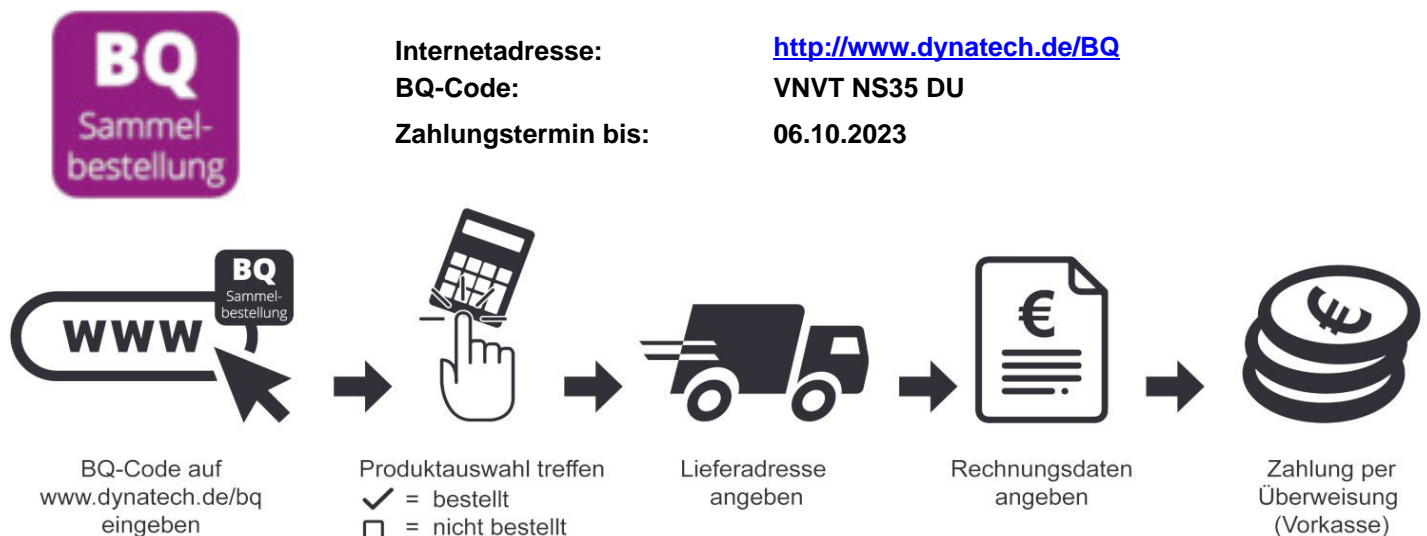 BQ
Sammel-
bestellung
Internetadresse: http://www.dynatech.de/BQ
BQ-Code: VNVT NS35 DU
Zahlungstermin bis: 06.10.2023
WWW
BQ
Sammel-
bestellung
€
€
BQ-Code auf
www.dynatech.de/bq
eingeben
Produktauswahl treffen
✓ = bestellt
☐ = nicht bestellt
Lieferadresse
angeben
Rechnungsdaten
angeben
Zahlung per
Überweisung
(Vorkasse)